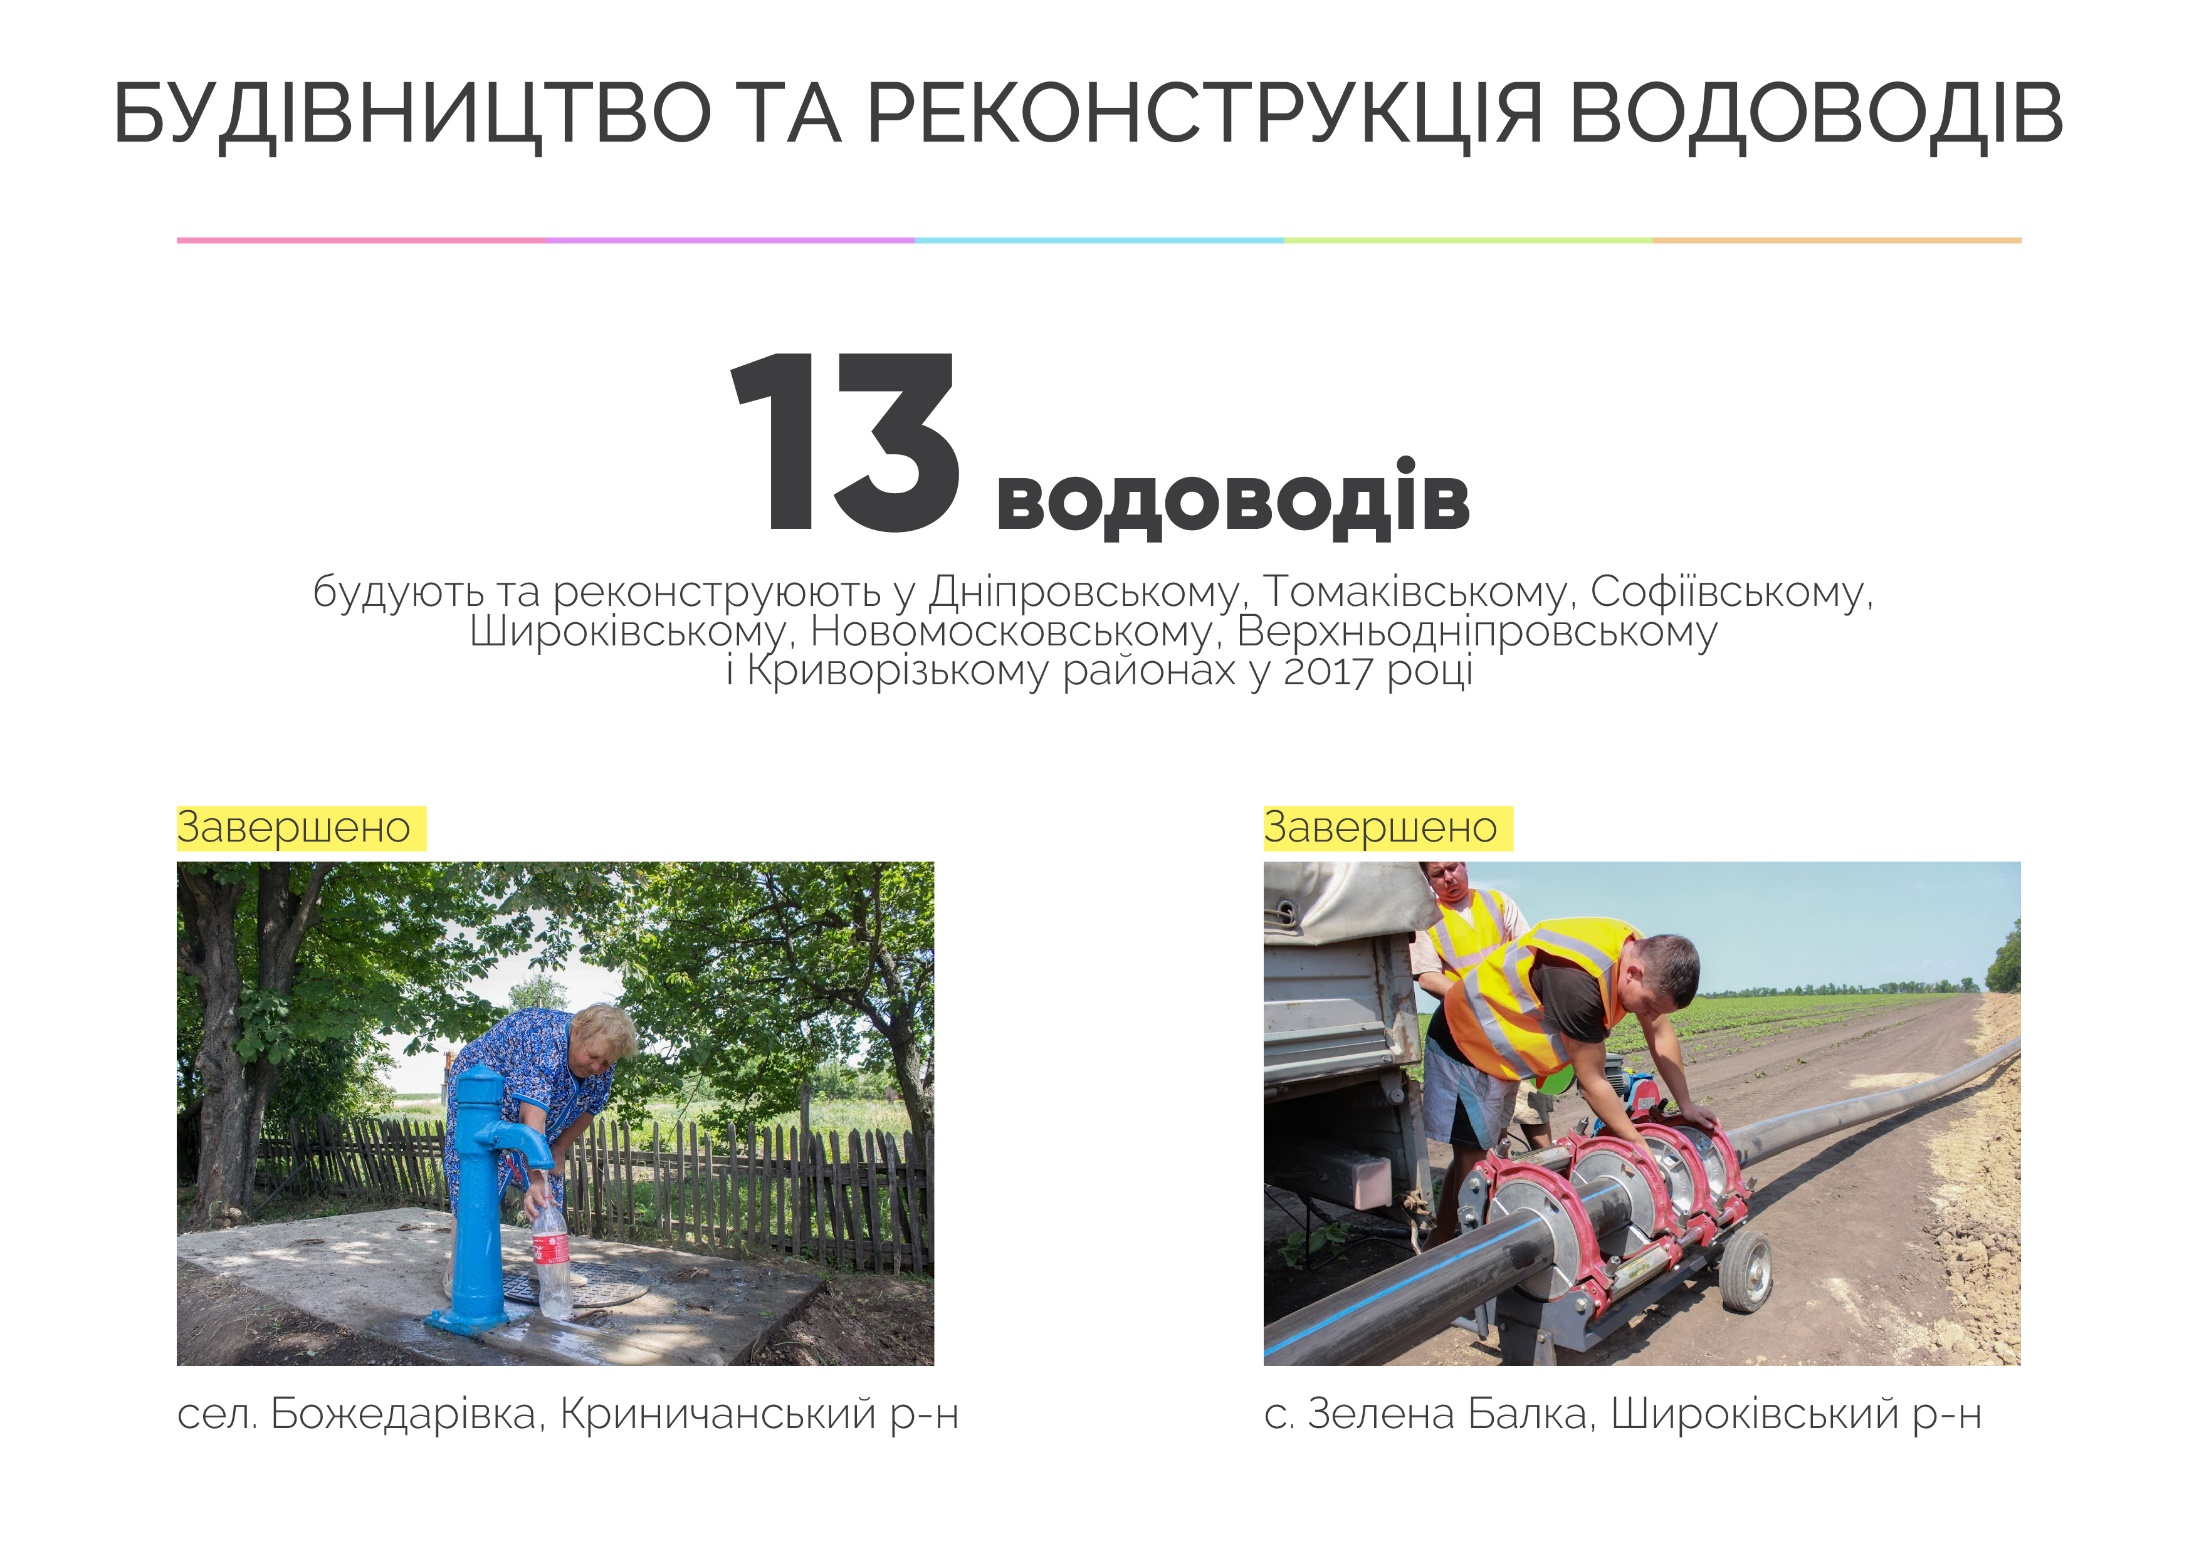 БУДІВНИЦТВО ТА РЕКОНСТРУКЦІЯ ВОДОВОДІВ
13 водоводів
будують та реконструюють у Дніпровському, Томаківському, Софіївському,
Широківському, Новомосковському, Верхньодніпровському
і Криворізькому районах у 2017 році
Завершено
сел. Божедарівка, Криничанський р-н
Завершено
с. Зелена Балка, Широківський р-н